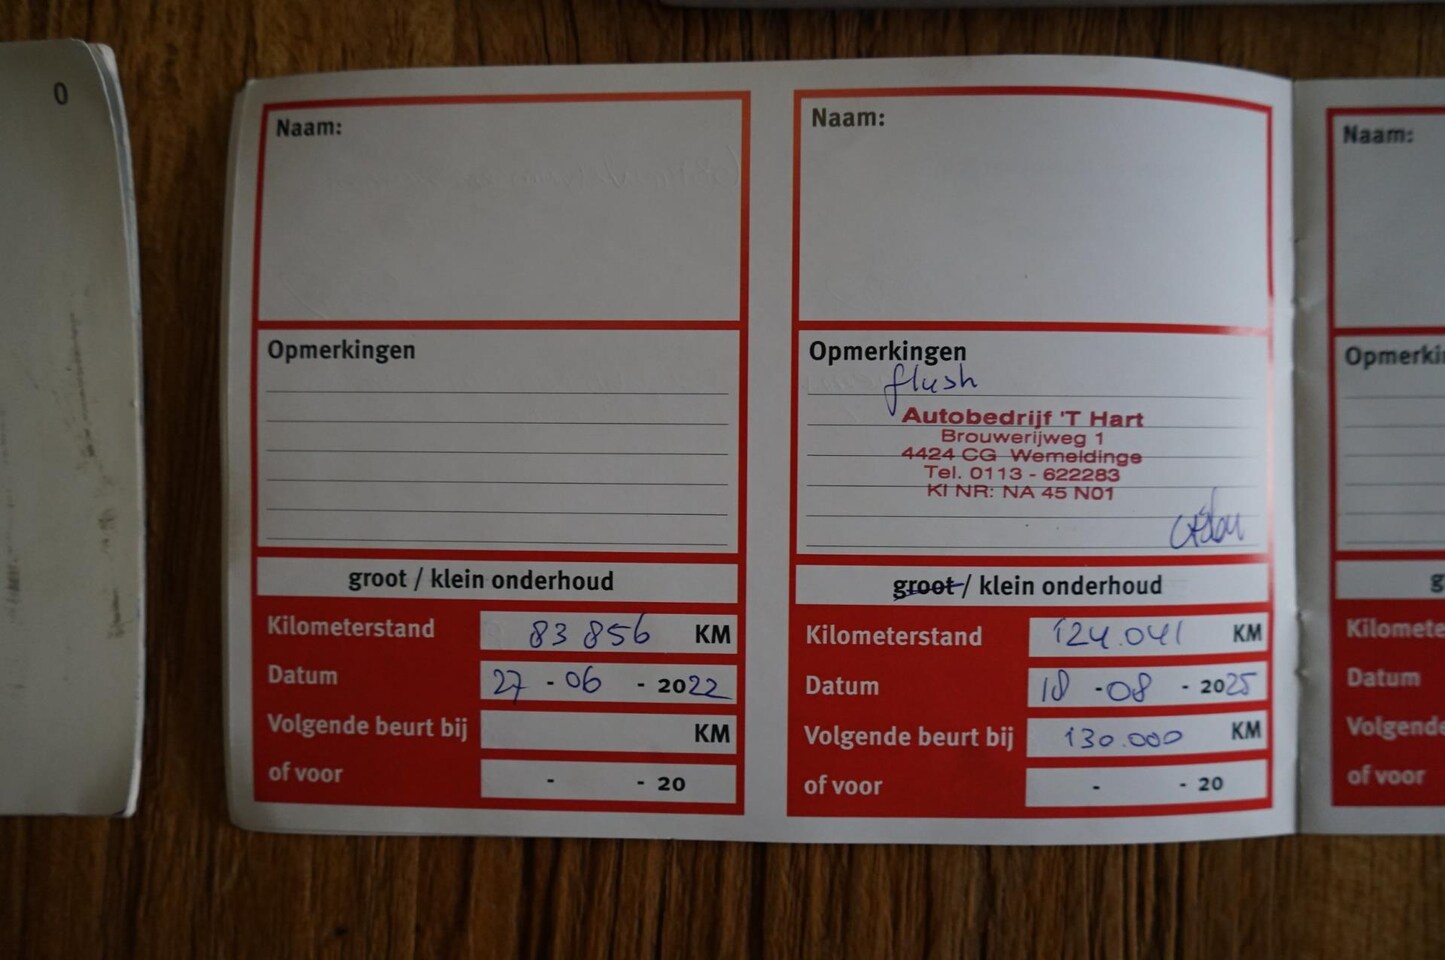 0
Naam:
Opmerkingen
groot / klein onderhoud
Kilometerstand 83 856 KM
Datum 27 - 06 - 2022
Volgende beurt bij KM
of voor - - 20
Naam:
Opmerkingen
flush
Autobedrijf 'T Hart
Brouwerijweg 1
4424 CG Wemeldinge
Tel. 0113 - 622283
KI NR: NA 45 N01
groot / klein onderhoud
Kilometerstand 124.041 KM
Datum 18 - 08 - 2025
Volgende beurt bij 130.000 KM
of voor - - 20
Naam:
Opmerki
g
Kilomete
Datum
Volgende
of voor